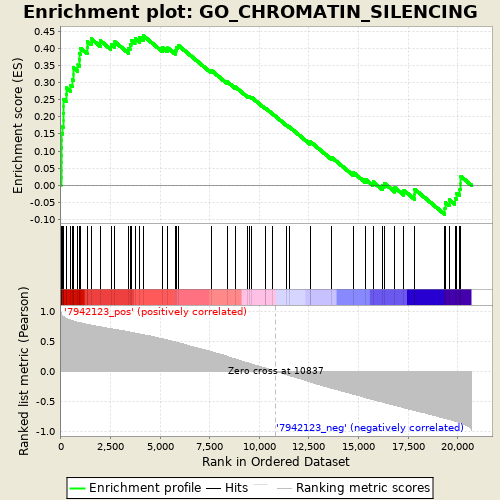 Enrichment plot: GO_CHROMATIN_SILENCING
Enrichment score (ES)
0.45
0.40
0.35
0.30
0.25
0.20
0.15
0.10
0.05
0.00
-0.05
-0.10
Ranked list metric (Pearson)
1.0
0.5
0.0
-0.5
-1.0
'7942123_pos' (positively correlated)
Zero cross at 10837
'7942123_neg' (negatively correlated)
0
2,500
5,000
7,500
10,000
12,500
15,000
17,500
20,000
Rank in Ordered Dataset
Enrichment profile
Hits
Ranking metric scores